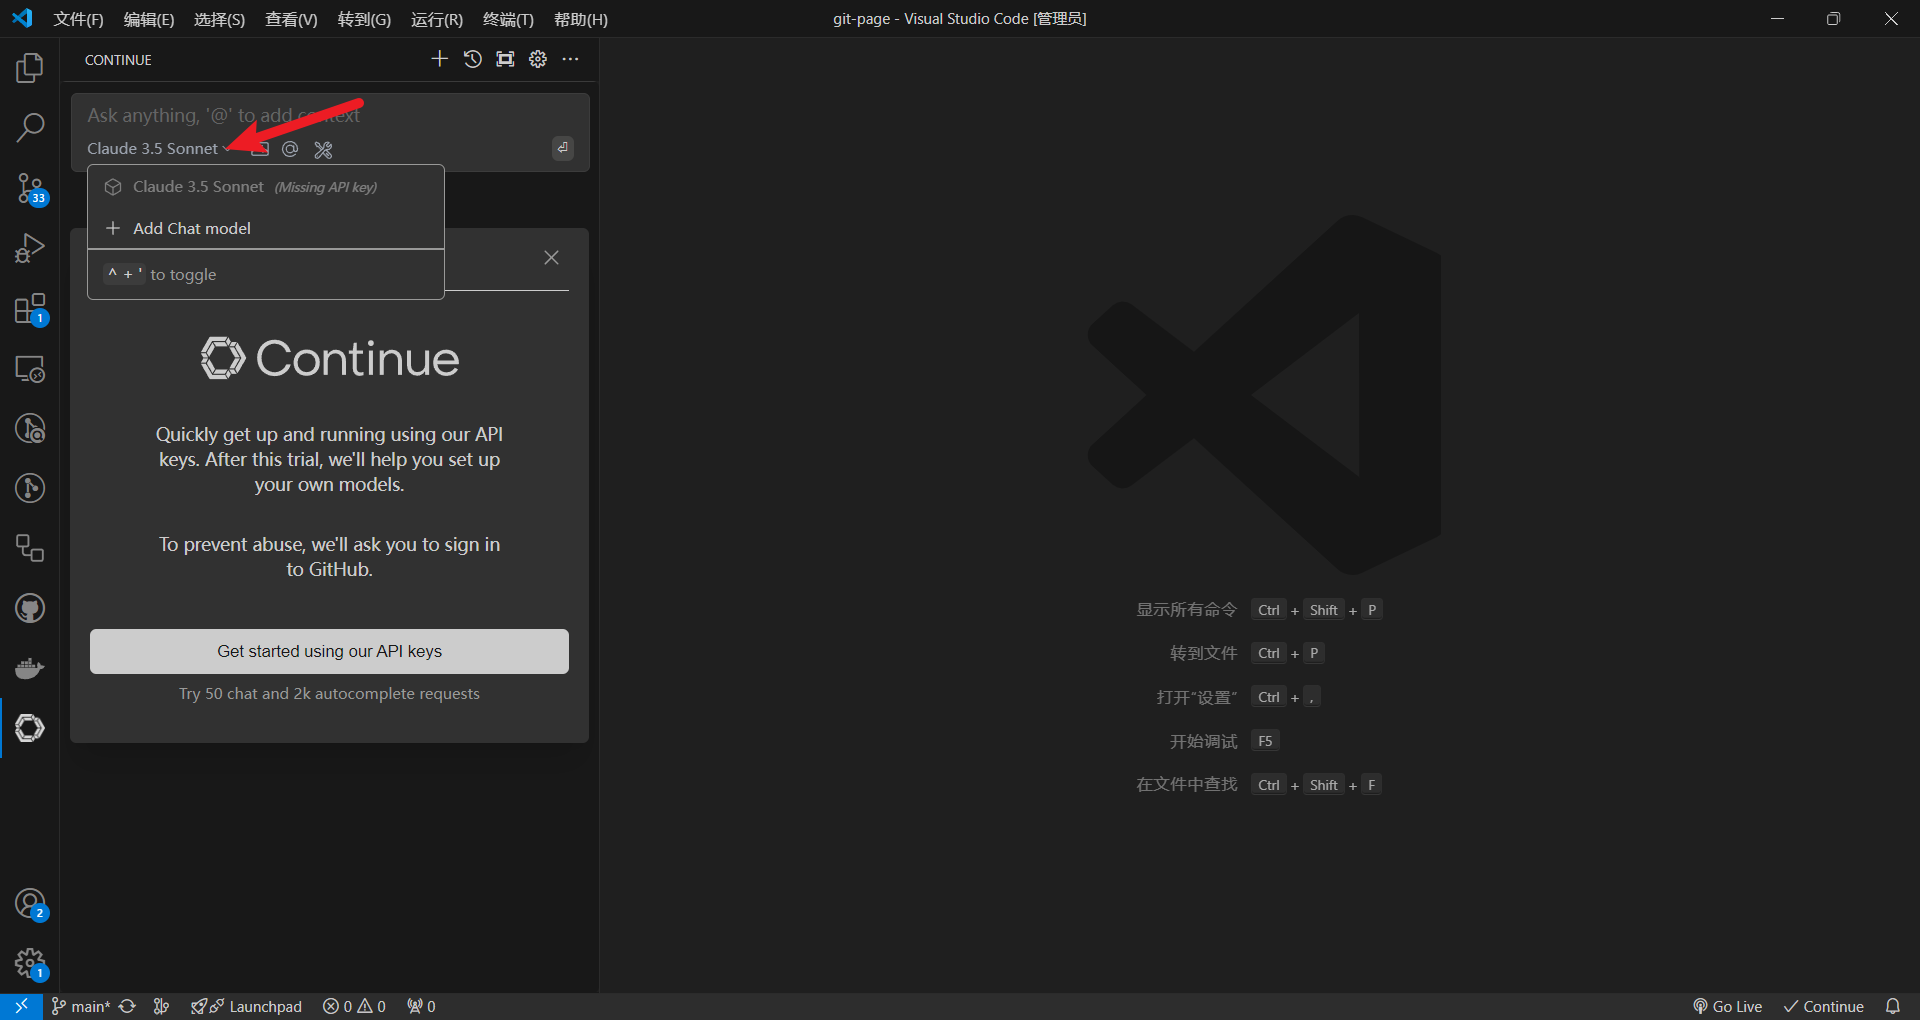 文件(F) 编辑(E) 选择(S) 查看(V) 转到(G) 运行(R) 终端(T) 帮助(H)
git-page - Visual Studio Code [管理员]
CONTINUE
Ask anything, '@' to add context
Claude 3.5 Sonnet
Claude 3.5 Sonnet (Missing API key)
+ Add Chat model
^ + ' to toggle
33
1
Continue
Quickly get up and running using our API
keys. After this trial, we'll help you set up
your own models.
To prevent abuse, we'll ask you to sign in
to GitHub.
Get started using our API keys
Try 50 chat and 2k autocomplete requests
显示所有命令 Ctrl + Shift + P
转到文件 Ctrl + P
打开"设置" Ctrl + ,
开始调试 F5
在文件中查找 Ctrl + Shift + F
2
1
main* Launchpad 0 0 0
Go Live Continue